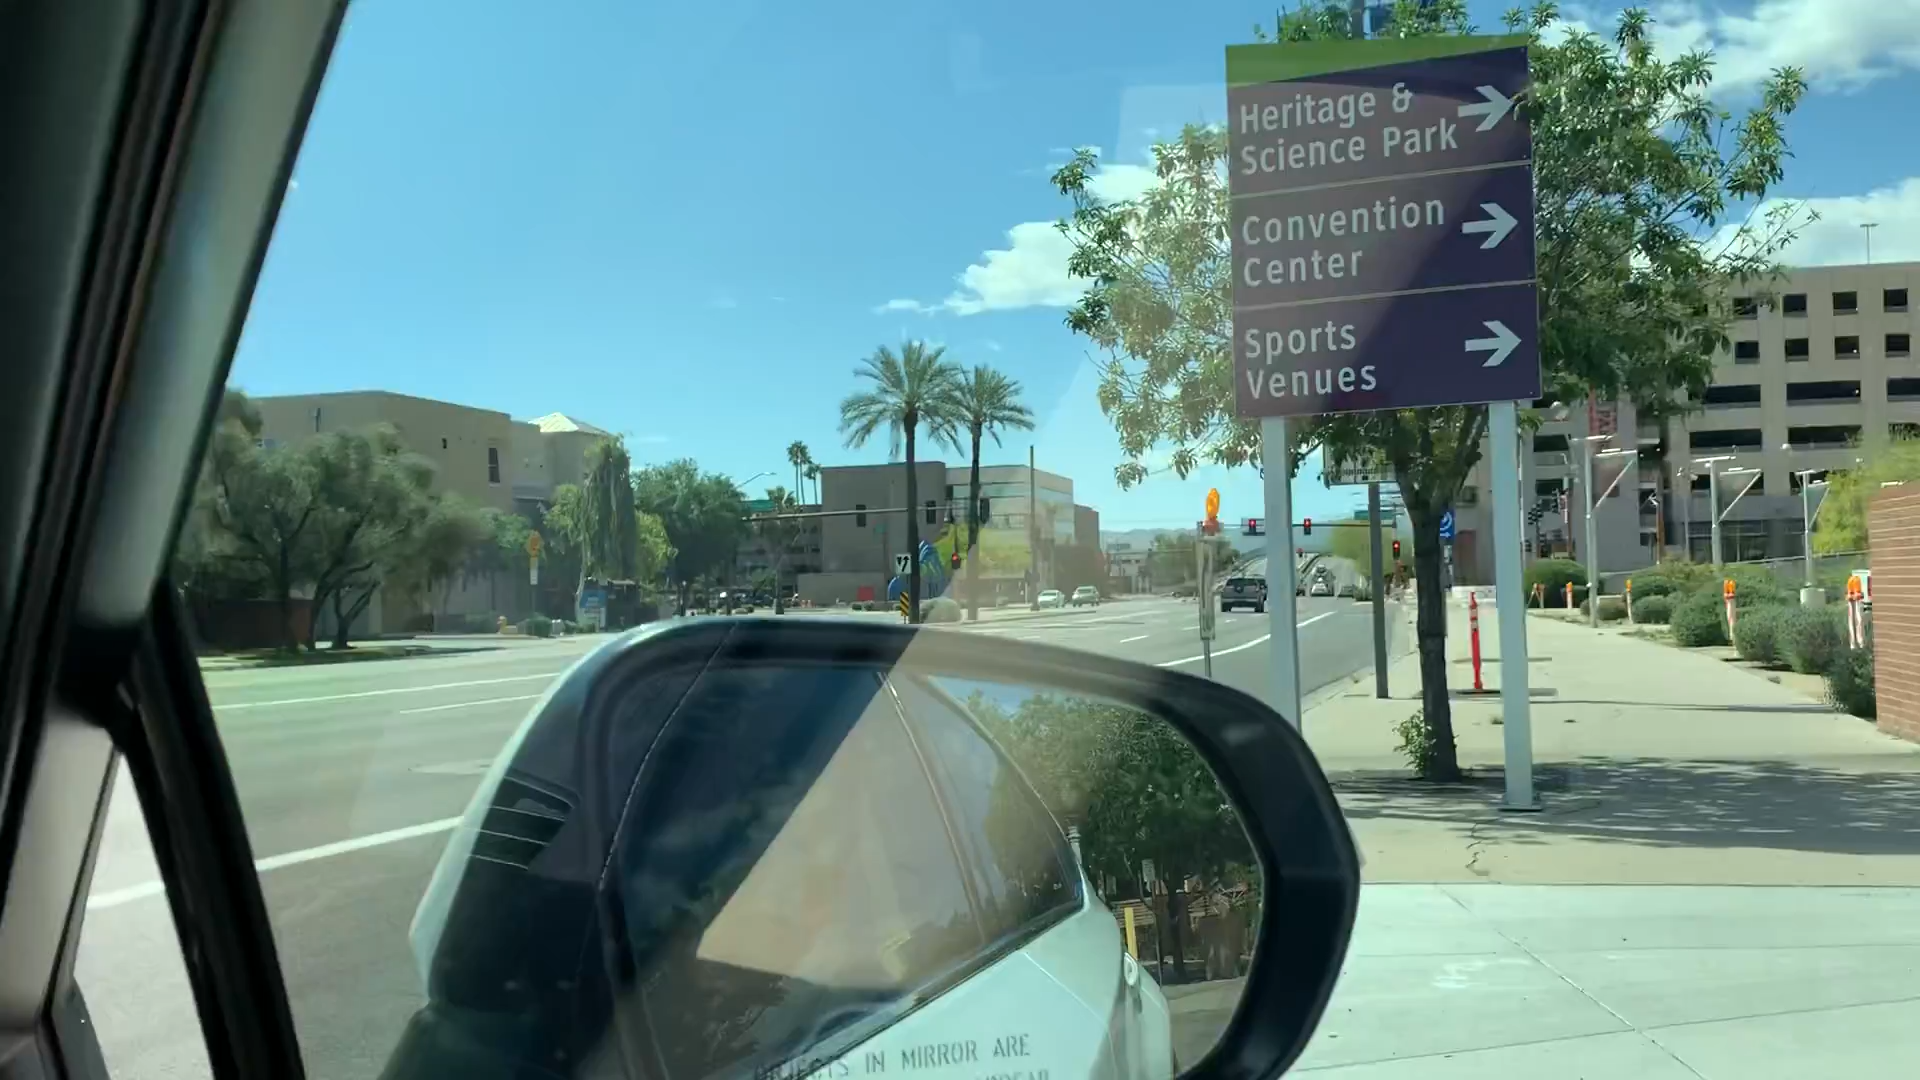 Heritage &
Science Park
Convention
Center
Sports
Venues
OBJECTS IN MIRROR ARE